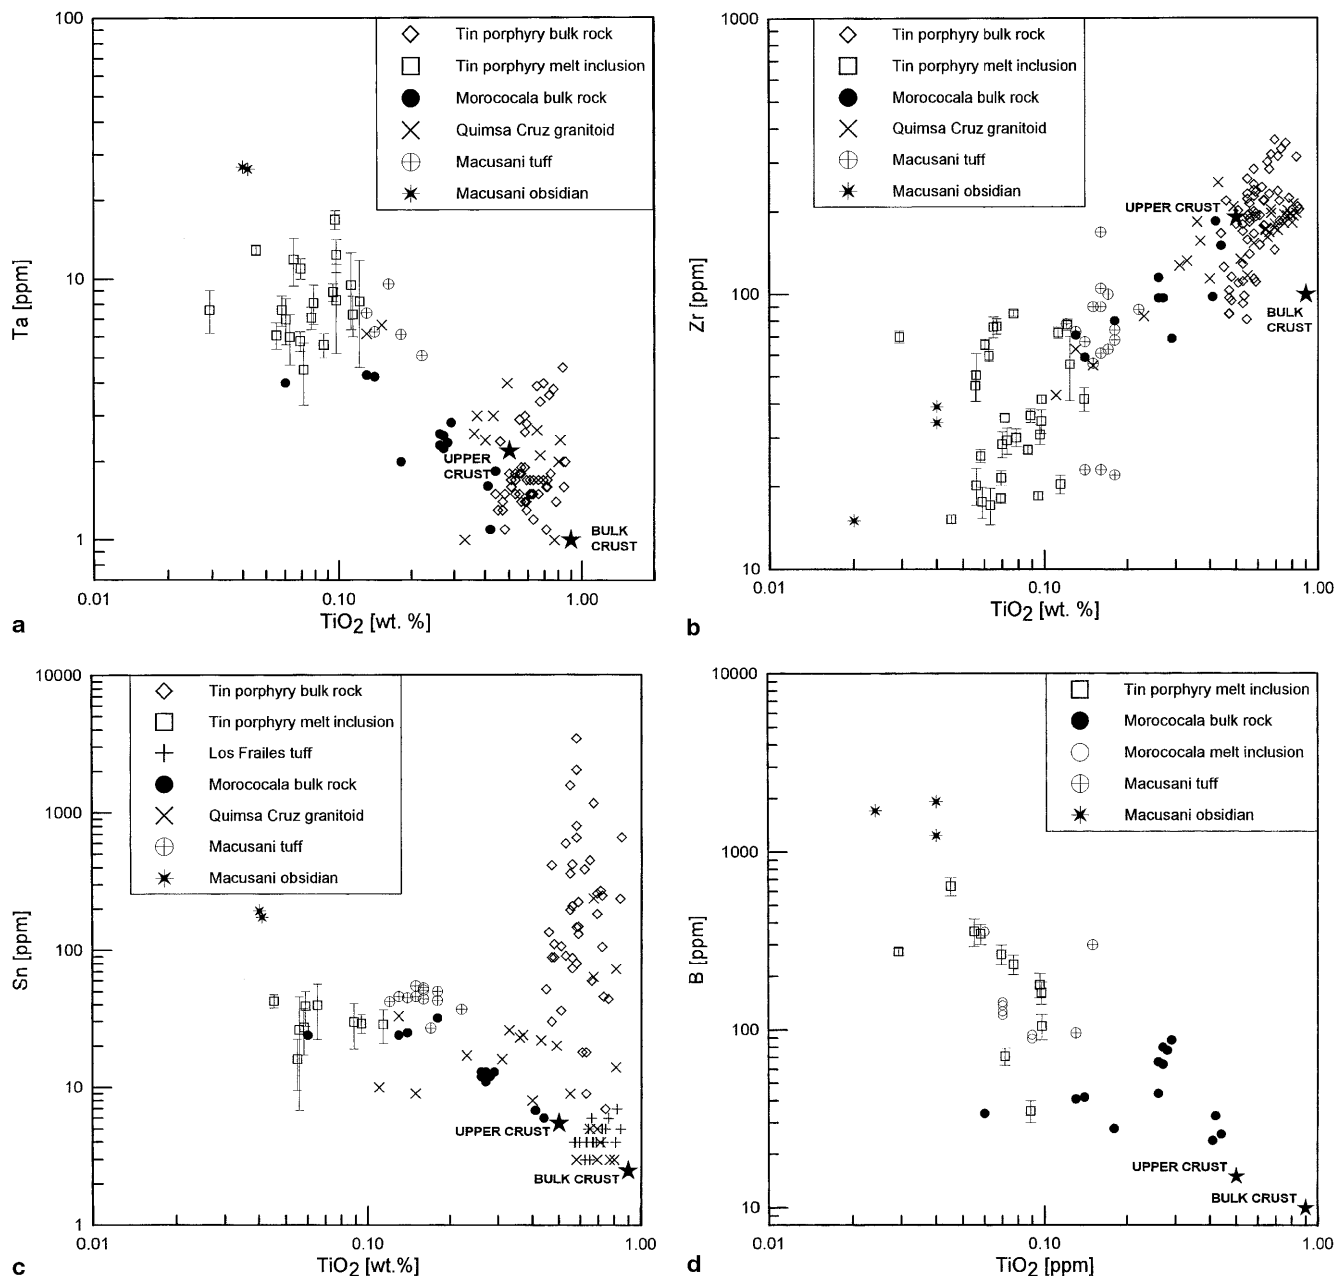 100
10
1
Ta [ppm]
Tin porphyry bulk rock
Tin porphyry melt inclusion
Morococala bulk rock
Quimsa Cruz granitoid
Macusani tuff
Macusani obsidian
UPPER
CRUST
BULK
CRUST
0.01
0.10
1.00
TiO2 [wt. %]
a
1000
100
10
Zr [ppm]
Tin porphyry bulk rock
Tin porphyry melt inclusion
Morococala bulk rock
Quimsa Cruz granitoid
Macusani tuff
Macusani obsidian
UPPER CRUST
BULK
CRUST
0.01
0.10
1.00
TiO2 [wt. %]
b
10000
1000
100
10
1
Sn [ppm]
Tin porphyry bulk rock
Tin porphyry melt inclusion
Los Frailes tuff
Morococala bulk rock
Quimsa Cruz granitoid
Macusani tuff
Macusani obsidian
UPPER CRUST
BULK CRUST
0.01
0.10
1.00
TiO2 [wt.%]
c
10000
1000
100
10
B [ppm]
Tin porphyry melt inclusion
Morococala bulk rock
Morococala melt inclusion
Macusani tuff
Macusani obsidian
UPPER CRUST
BULK CRUST
0.01
0.10
1.00
TiO2 [ppm]
d